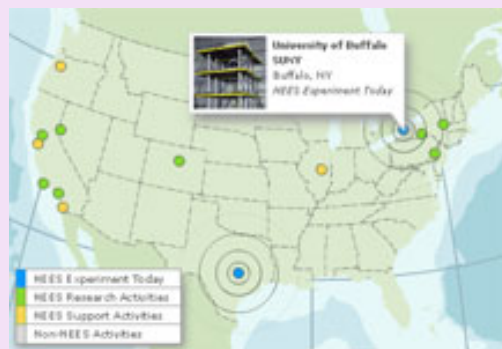 University of Buffalo
SUNY
Buffalo, NY
NEES Experiment Today
NEES Experiment Today
NEES Research Activities
NEES Support Activities
Non-NEES Activities